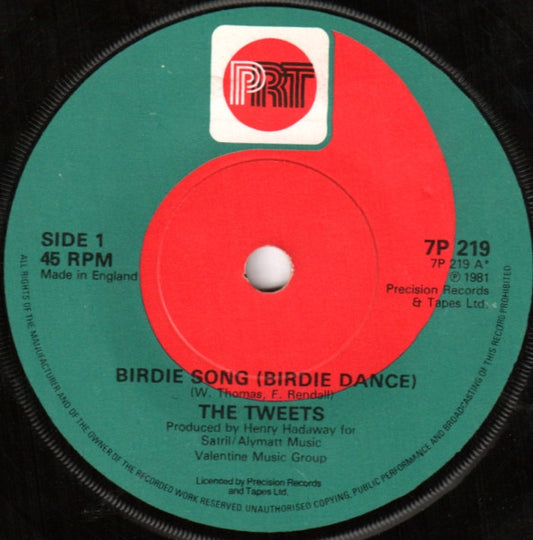 PRT
SIDE 1
45 RPM
Made in England
7P 219
7P 219 A*
℗ 1981
Precision Records
& Tapes Ltd.
BIRDIE SONG (BIRDIE DANCE)
(W. Thomas, F. Rendall)
THE TWEETS
Produced by Henry Hadaway for
Satril/Alymatt Music
Valentine Music Group
Licenced by Precision Records
and Tapes Ltd.
ALL RIGHTS OF THE MANUFACTURER AND OF THE OWNER OF THE RECORDED WORK RESERVED. UNAUTHORISED COPYING, PUBLIC PERFORMANCE AND BROADCASTING OF THIS RECORD PROHIBITED